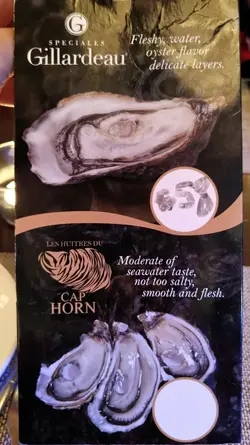 G
SPECIALES
Gillardeau
Fleshy, water,
oyster flavor
delicate layers.
LES HUITRES DU
CAP
HORN
Moderate of
seawater taste,
not too salty,
smooth and flesh.